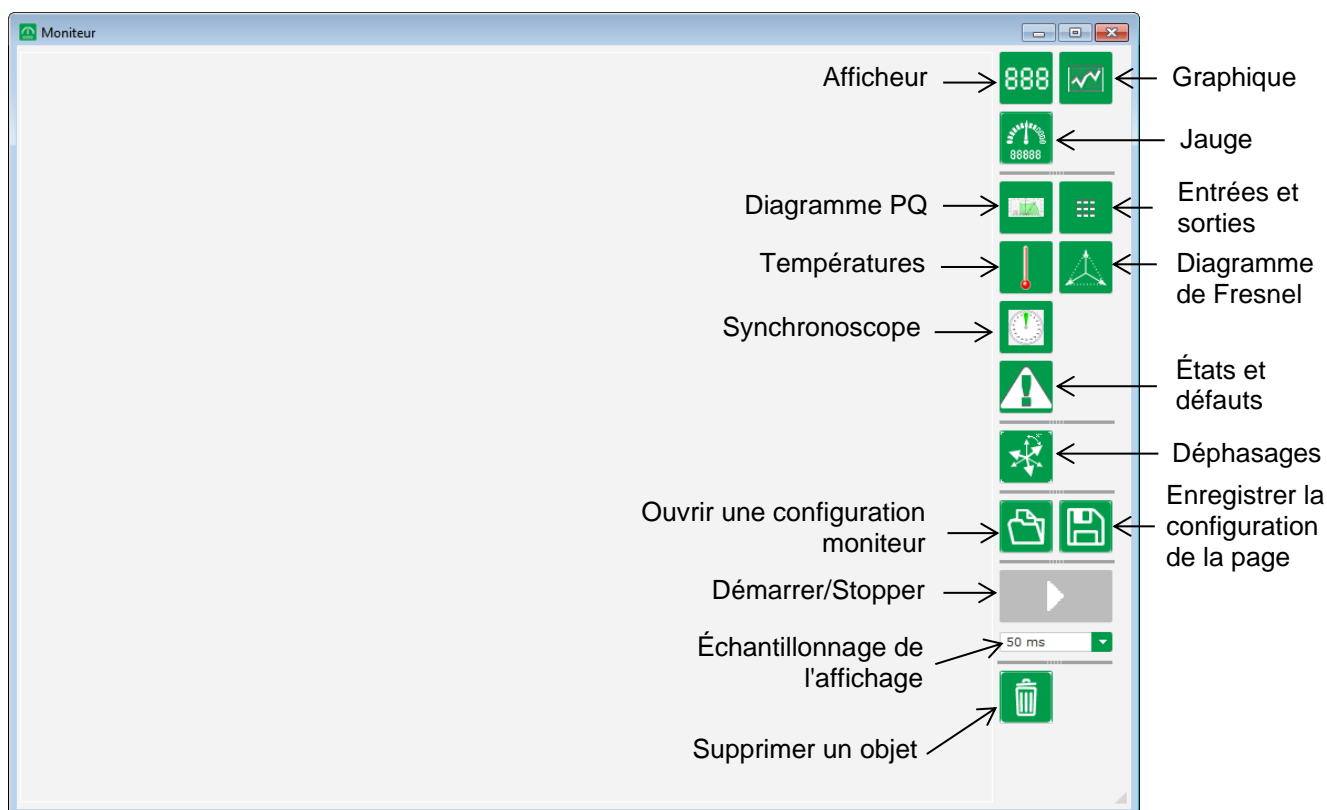 Moniteur
Afficheur
888
Graphique
88888
Jauge
Diagramme PQ
Entrées et
sorties
Températures
Diagramme
de Fresnel
Synchronoscope
États et
défauts
Déphasages
Ouvrir une configuration
moniteur
Enregistrer la
configuration
de la page
Démarrer/Stopper
Échantillonnage de
l'affichage
50 ms
Supprimer un objet